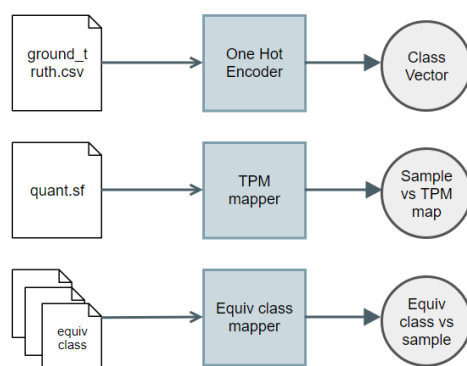 ground_t
ruth.csv
One Hot
Encoder
Class
Vector
quant.sf
TPM
mapper
Sample
vs TPM
map
equiv
class
Equiv class
mapper
Equiv
class vs
sample